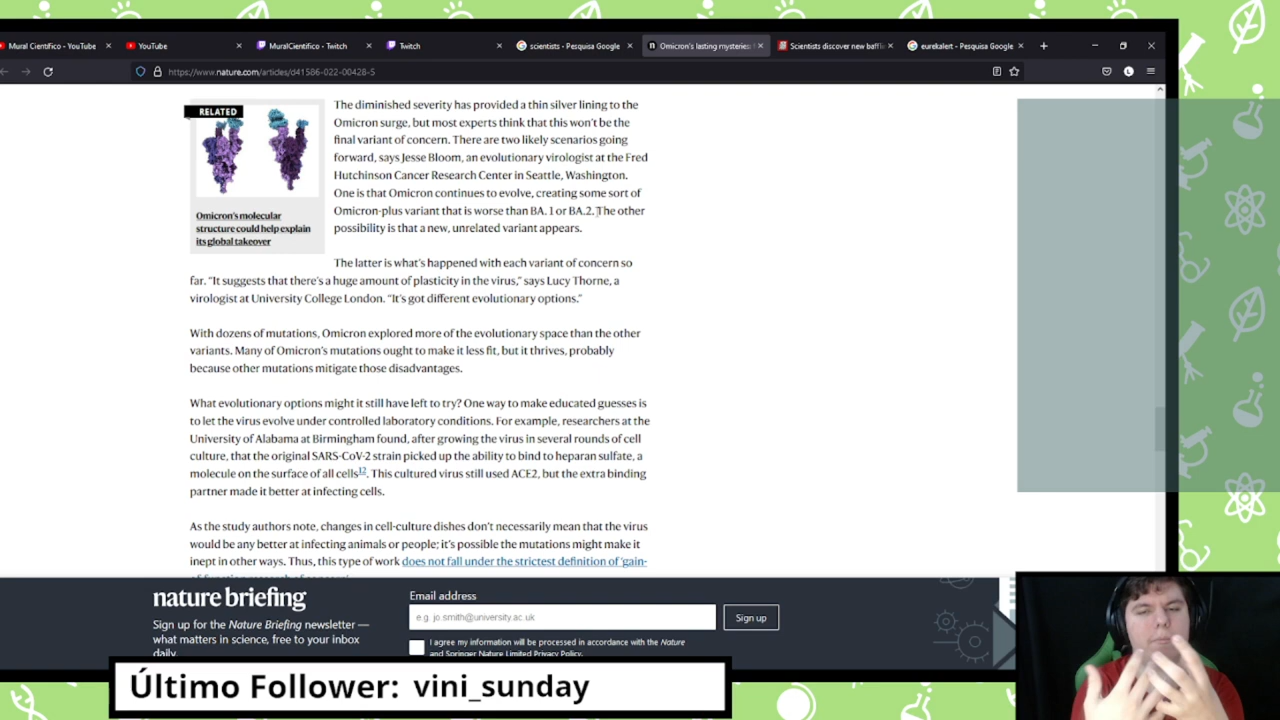 Mural Científico - YouTube
YouTube
MuralCientifico - Twitch
Twitch
scientists - Pesquisa Google
Omicron's lasting mysteries:
Scientists discover new baffl
eurekalert - Pesquisa Google
https://www.nature.com/articles/d41586-022-00428-5
RELATED
Omicron's molecular
structure could help explain
its global takeover
The diminished severity has provided a thin silver lining to the
Omicron surge, but most experts think that this won't be the
final variant of concern. There are two likely scenarios going
forward, says Jesse Bloom, an evolutionary virologist at the Fred
Hutchinson Cancer Research Center in Seattle, Washington.
One is that Omicron continues to evolve, creating some sort of
Omicron-plus variant that is worse than BA. 1 or BA.2. The other
possibility is that a new, unrelated variant appears.
The latter is what's happened with each variant of concern so
far. “It suggests that there's a huge amount of plasticity in the virus,” says Lucy Thorne, a
virologist at University College London. “It's got different evolutionary options.”
With dozens of mutations, Omicron explored more of the evolutionary space than the other
variants. Many of Omicron's mutations ought to make it less fit, but it thrives, probably
because other mutations mitigate those disadvantages.
What evolutionary options might it still have left to try? One way to make educated guesses is
to let the virus evolve under controlled laboratory conditions. For example, researchers at the
University of Alabama at Birmingham found, after growing the virus in several rounds of cell
culture, that the original SARS-CoV-2 strain picked up the ability to bind to heparan sulfate, a
molecule on the surface of all cells12. This cultured virus still used ACE2, but the extra binding
partner made it better at infecting cells.
As the study authors note, changes in cell-culture dishes don't necessarily mean that the virus
would be any better at infecting animals or people; it's possible the mutations might make it
inept in other ways. Thus, this type of work does not fall under the strictest definition of 'gain-
of-function research of concern'
nature briefing
Sign up for the Nature Briefing newsletter —
what matters in science, free to your inbox
daily.
Email address
e.g. jo.smith@university.ac.uk
Sign up
I agree my information will be processed in accordance with the Nature
and Springer Nature Limited Privacy Policy.
Último Follower: vini_sunday